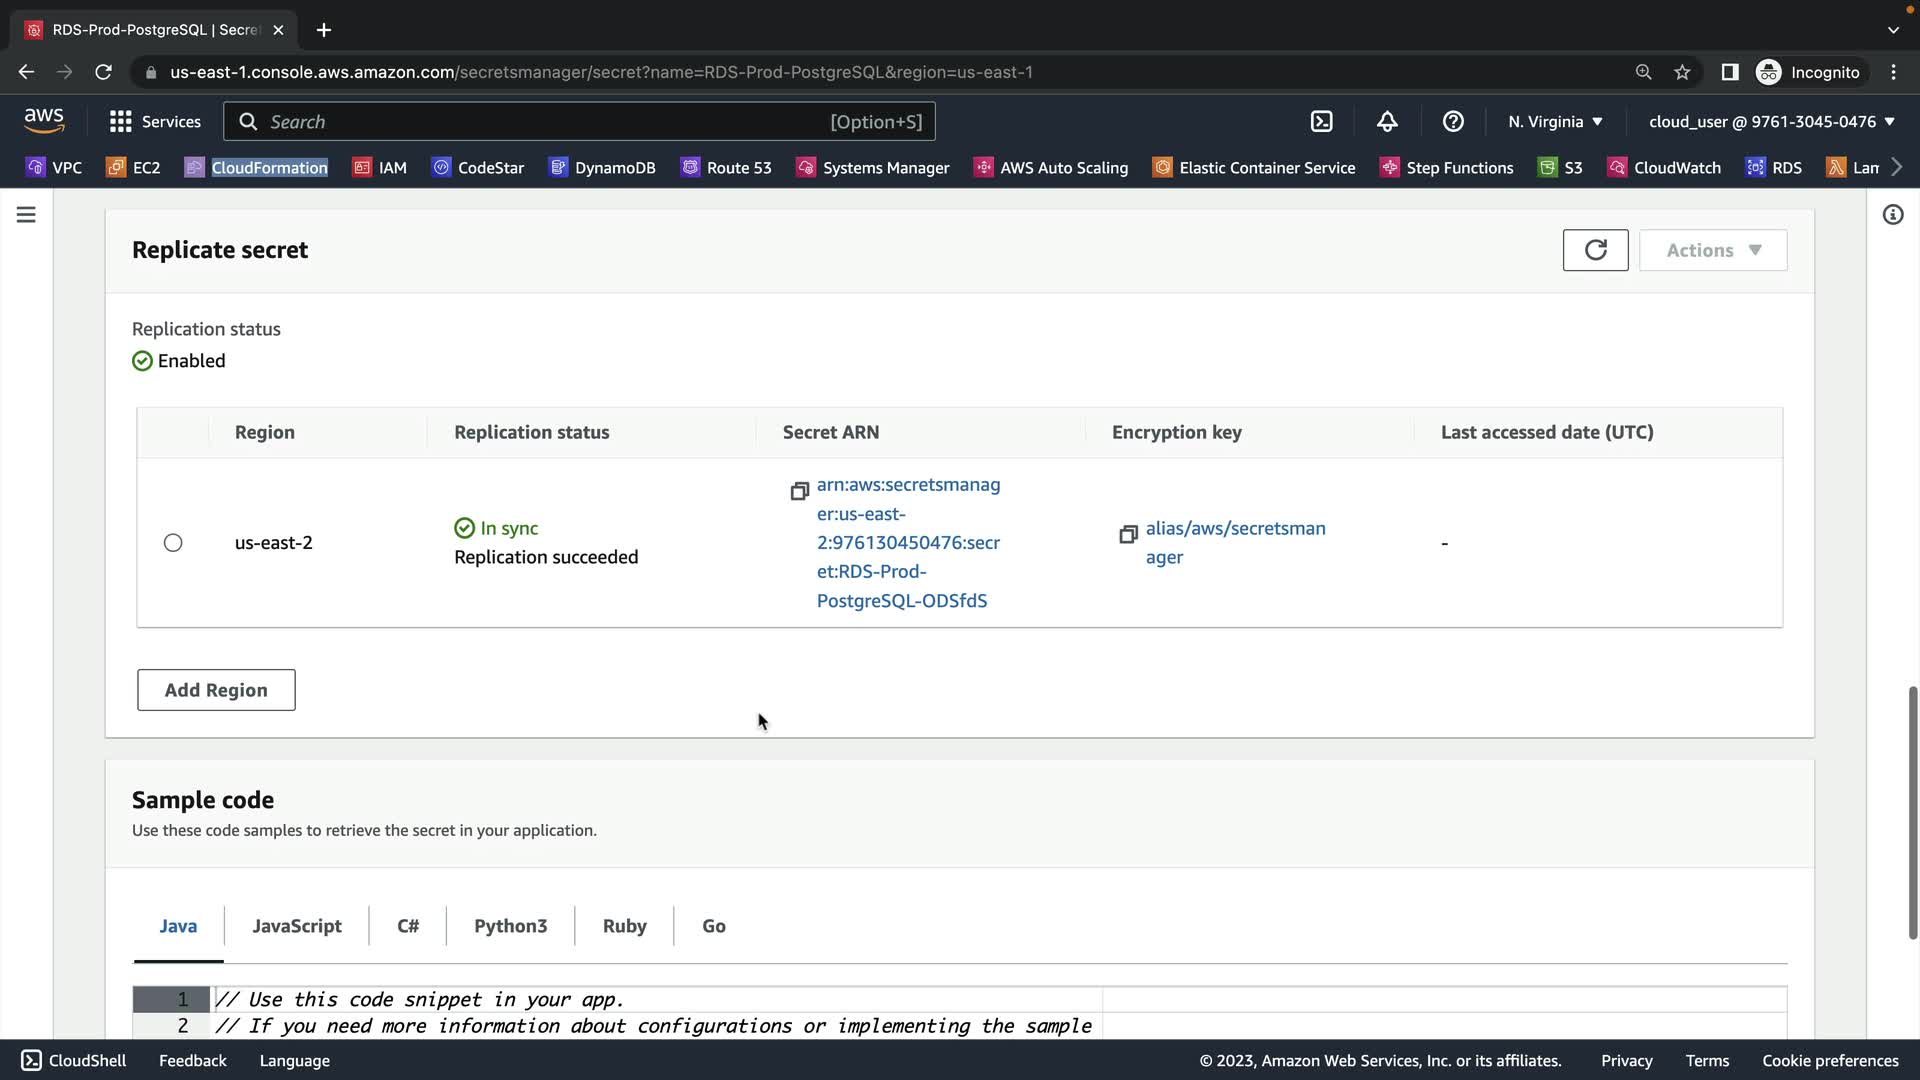 RDS-Prod-PostgreSQL | Secre
us-east-1.console.aws.amazon.com/secretsmanager/secret?name=RDS-Prod-PostgreSQL&region=us-east-1
Incognito
aws
Services
Search
[Option+S]
N. Virginia
cloud_user @ 9761-3045-0476
VPC
EC2
CloudFormation
IAM
CodeStar
DynamoDB
Route 53
Systems Manager
AWS Auto Scaling
Elastic Container Service
Step Functions
S3
CloudWatch
RDS
Lam
Replicate secret
Actions
Replication status
Enabled
Region
Replication status
Secret ARN
Encryption key
Last accessed date (UTC)
us-east-2
In sync
Replication succeeded
arn:aws:secretsmanag
er:us-east-
2:976130450476:secr
et:RDS-Prod-
PostgreSQL-ODSfdS
alias/aws/secretsman
ager
-
Add Region
Sample code
Use these code samples to retrieve the secret in your application.
Java
JavaScript
C#
Python3
Ruby
Go
1 // Use this code snippet in your app.
2 // If you need more information about configurations or implementing the sample
CloudShell
Feedback
Language
© 2023, Amazon Web Services, Inc. or its affiliates.
Privacy
Terms
Cookie preferences